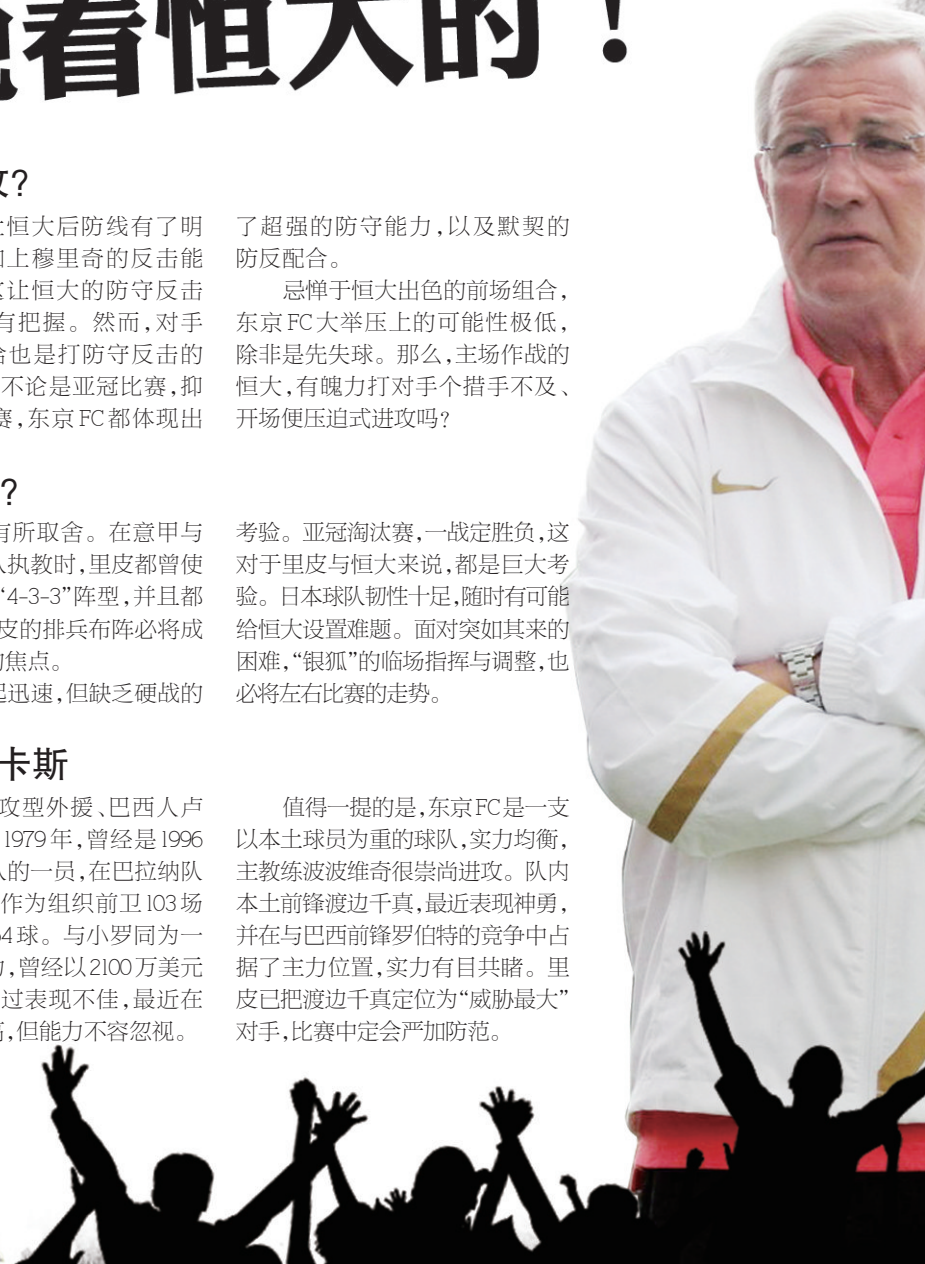 着恒大的！
攻?
恒大后防线有了明
上穆里奇的反击能
让恒大的防守反击
有把握。然而,对手
也是打防守反击的
不论是亚冠比赛,抑
赛,东京FC都体现出
了超强的防守能力,以及默契的
防反配合。
忌惮于恒大出色的前场组合,
东京FC大举压上的可能性极低,
除非是先失球。那么,主场作战的
恒大,有魄力打对手个措手不及、
开场便压迫式进攻吗?
?
有所取舍。在意甲与
执教时,里皮都曾使
“4-3-3”阵型,并且都
皮的排兵布阵必将成
焦点。
起迅速,但缺乏硬战的
考验。亚冠淘汰赛,一战定胜负,这
对于里皮与恒大来说,都是巨大考
验。日本球队韧性十足,随时有可能
给恒大设置难题。面对突如其来的
困难,“银狐”的临场指挥与调整,也
必将左右比赛的走势。
卡斯
攻型外援、巴西人卢
1979年,曾经是1996
的一员,在巴拉纳队
作为组织前卫103场
4球。与小罗同为一
,曾经以2100万美元
过表现不佳,最近在
高,但能力不容忽视。
值得一提的是,东京FC是一支
以本土球员为重的球队,实力均衡,
主教练波波维奇很崇尚进攻。队内
本土前锋渡边千真,最近表现神勇,
并在与巴西前锋罗伯特的竞争中占
据了主力位置,实力有目共睹。里
皮已把渡边千真定位为“威胁最大”
对手,比赛中定会严加防范。